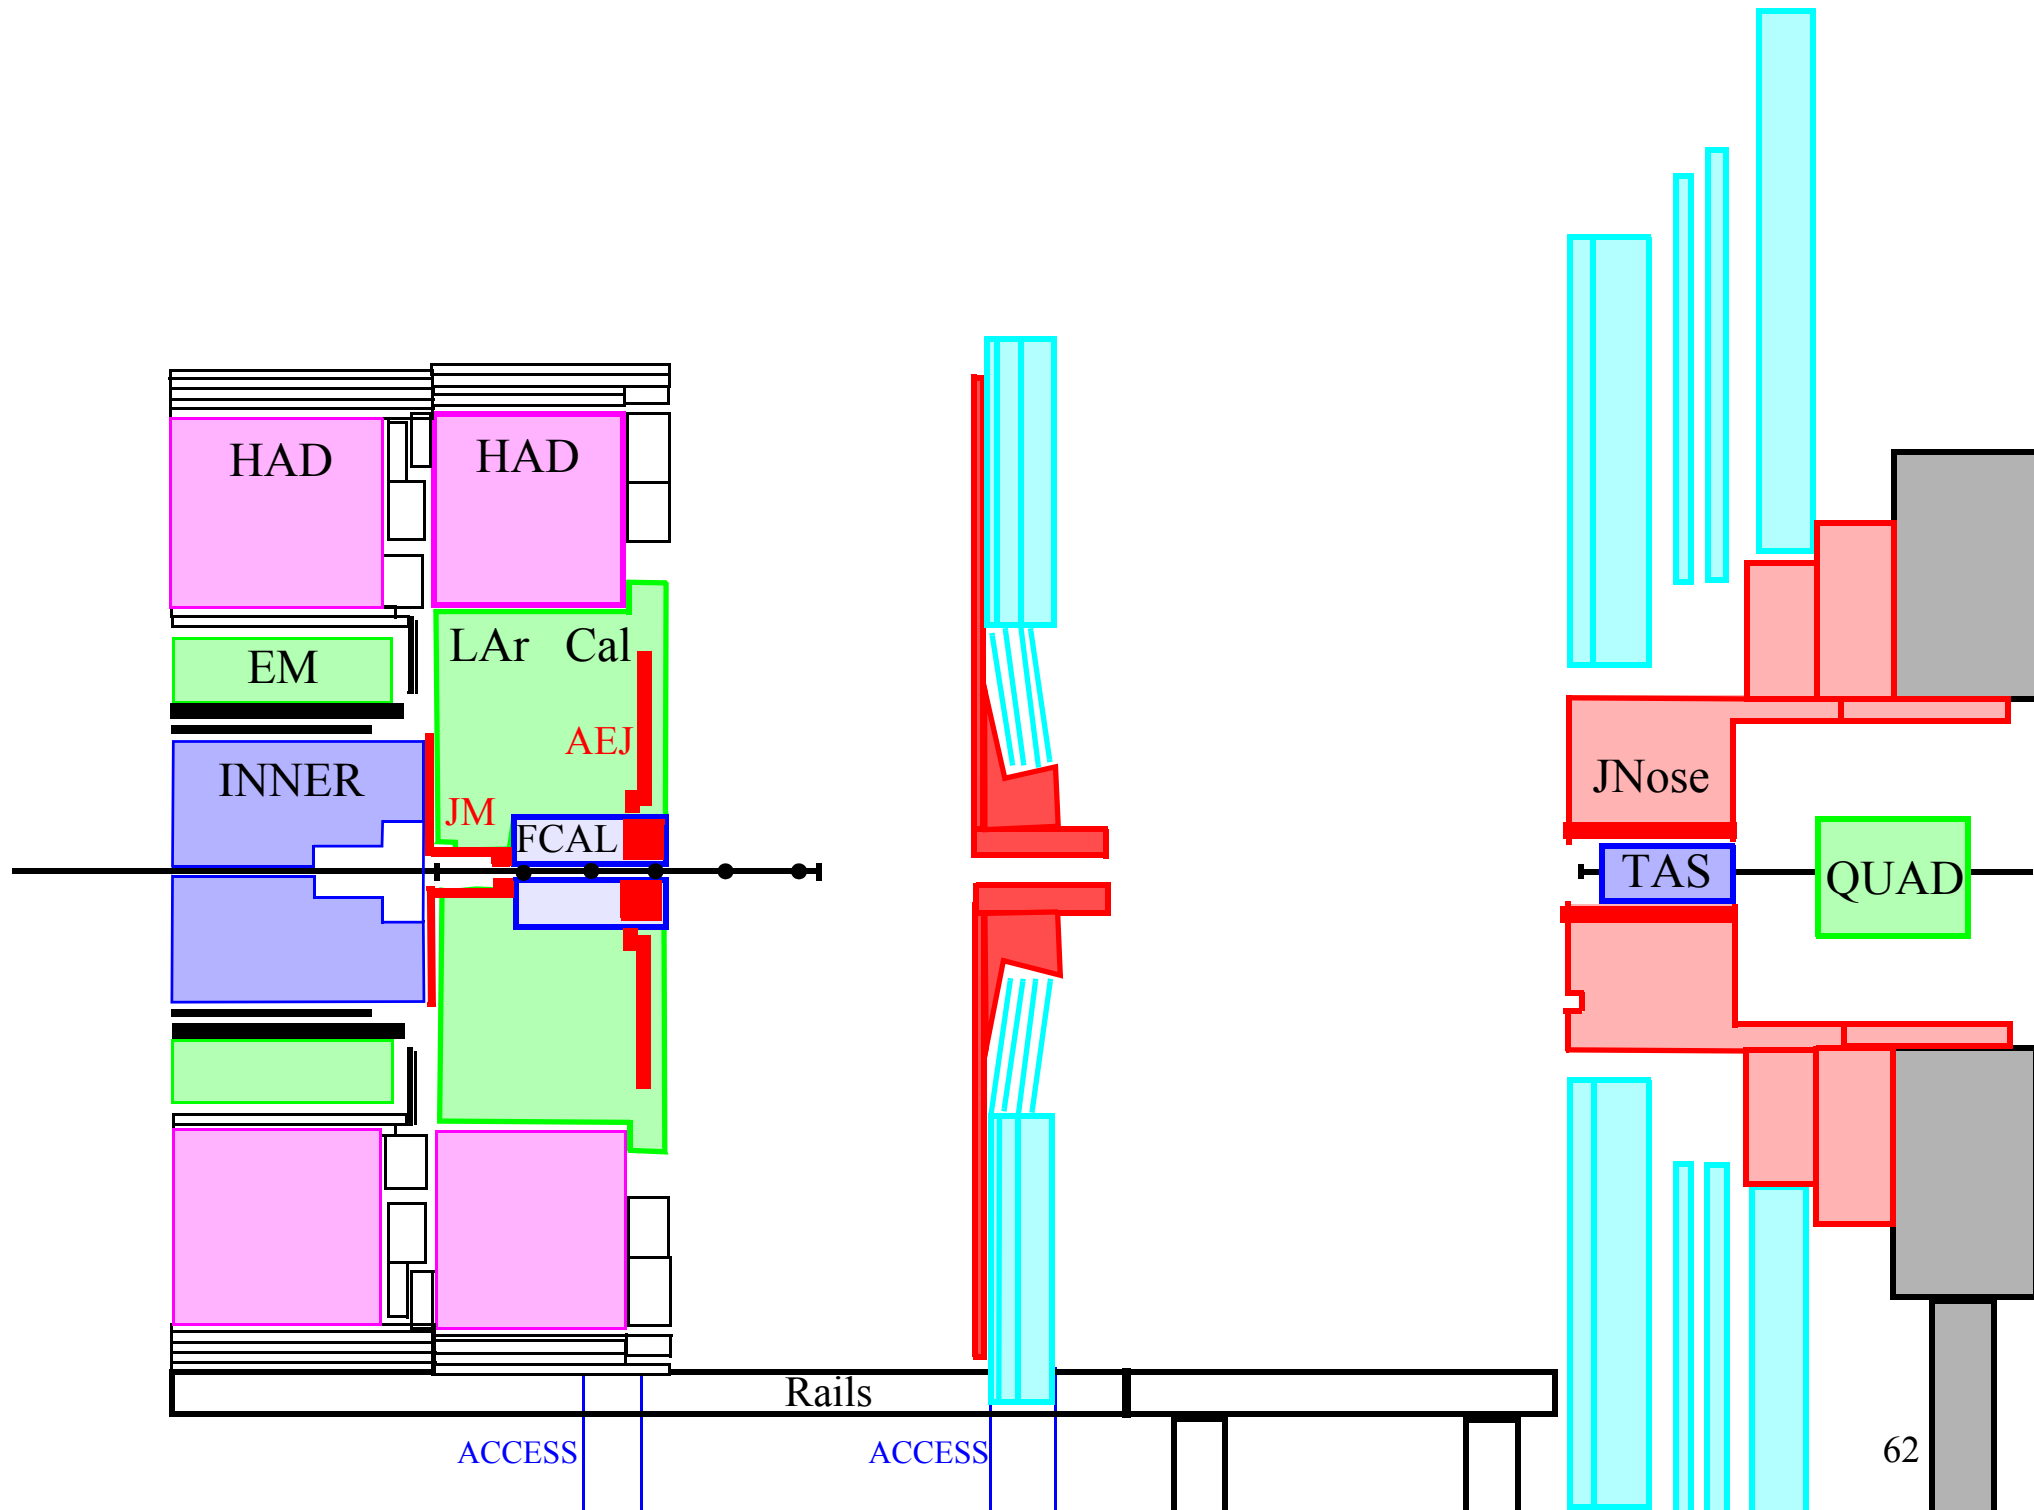 HAD
HAD
LAr Cal
EM
AEJ
INNER
JNose
JM
FCAL
TAS
QUAD
Rails
ACCESS
ACCESS
62